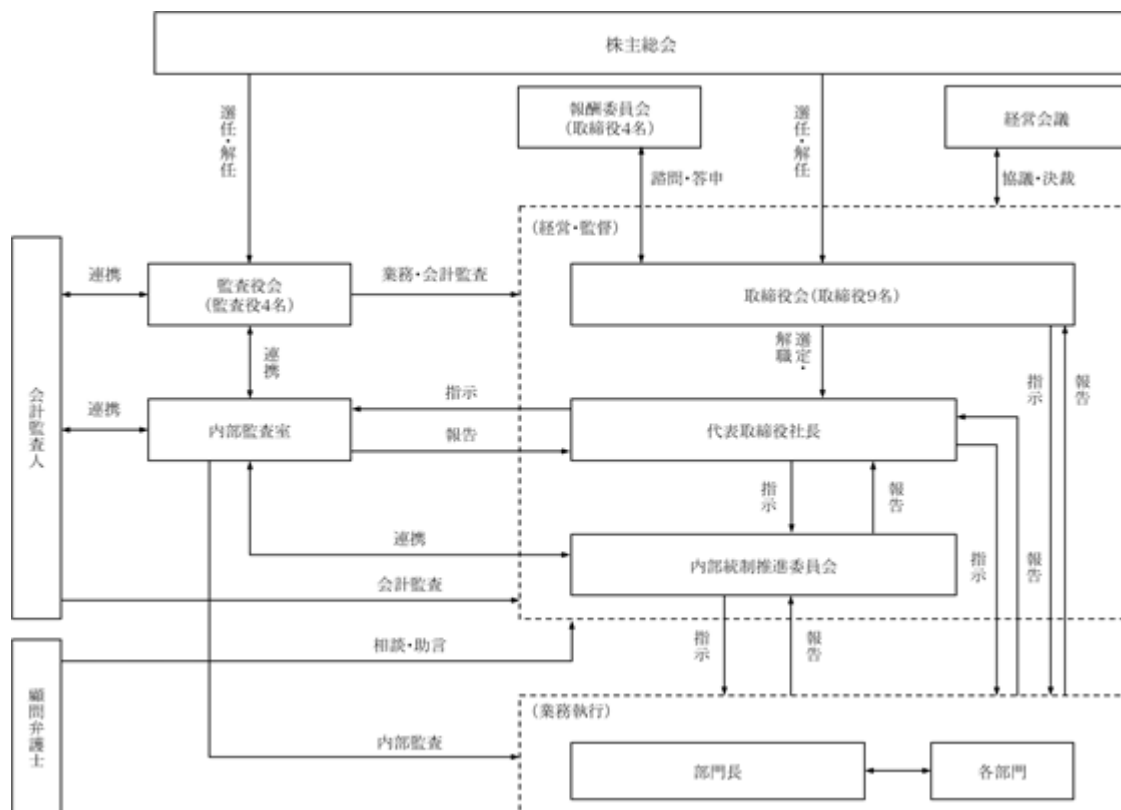 株主総会
報酬委員会
(取締役4名)
経営会議
選任・解任
選任・解任
諮問・答申
協議・決裁
(経営・監督)
連携
監査役会
(監査役4名)
業務・会計監査
取締役会(取締役9名)
連携
選定・
解職
指示
報告
会計監査人
連携
内部監査室
指示
報告
代表取締役社長
指示
報告
連携
内部統制推進委員会
指示
報告
会計監査
相談・助言
指示
報告
顧問弁護士
(業務執行)
内部監査
部門長
各部門